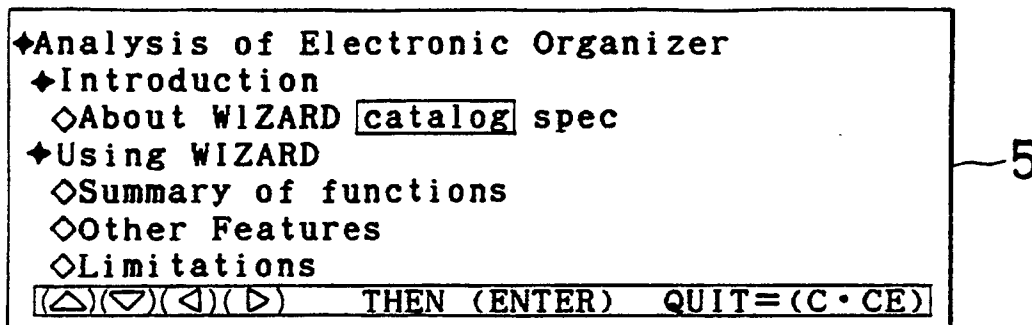 ✦Analysis of Electronic Organizer
✦Introduction
◇About WIZARD catalog spec
✦Using WIZARD
◇Summary of functions
◇Other Features
◇Limitations
(△)(▽)(◁)(▷) THEN (ENTER) QUIT=(C・CE)
5